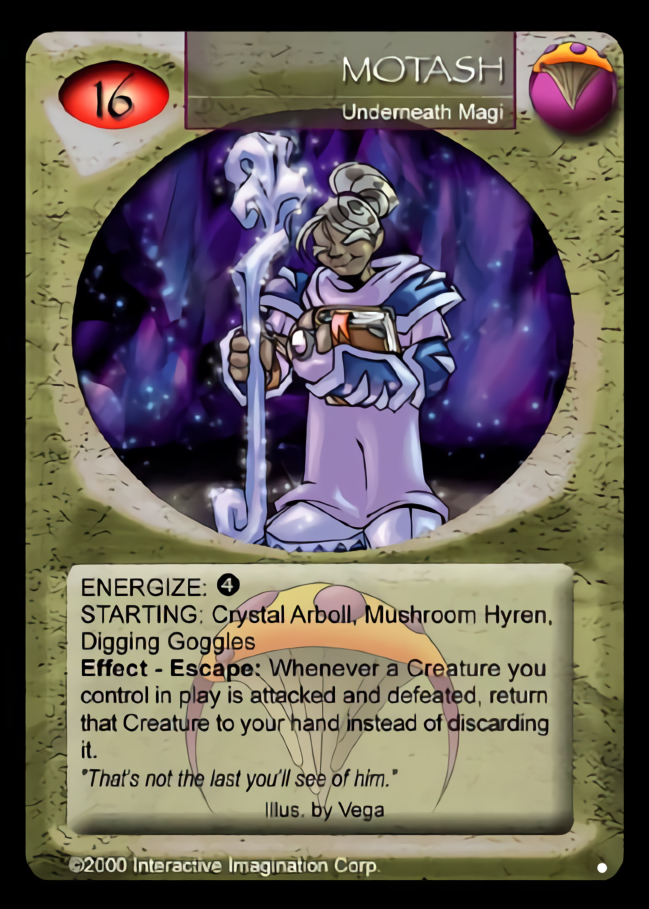 16
MOTASH
Underneath Magi
ENERGIZE: 4
STARTING: Crystal Arboll, Mushroom Hyren,
Digging Goggles
Effect - Escape: Whenever a Creature you
control in play is attacked and defeated, return
that Creature to your hand instead of discarding
it.
"That's not the last you'll see of him."
Illus. by Vega
©2000 Interactive Imagination Corp.